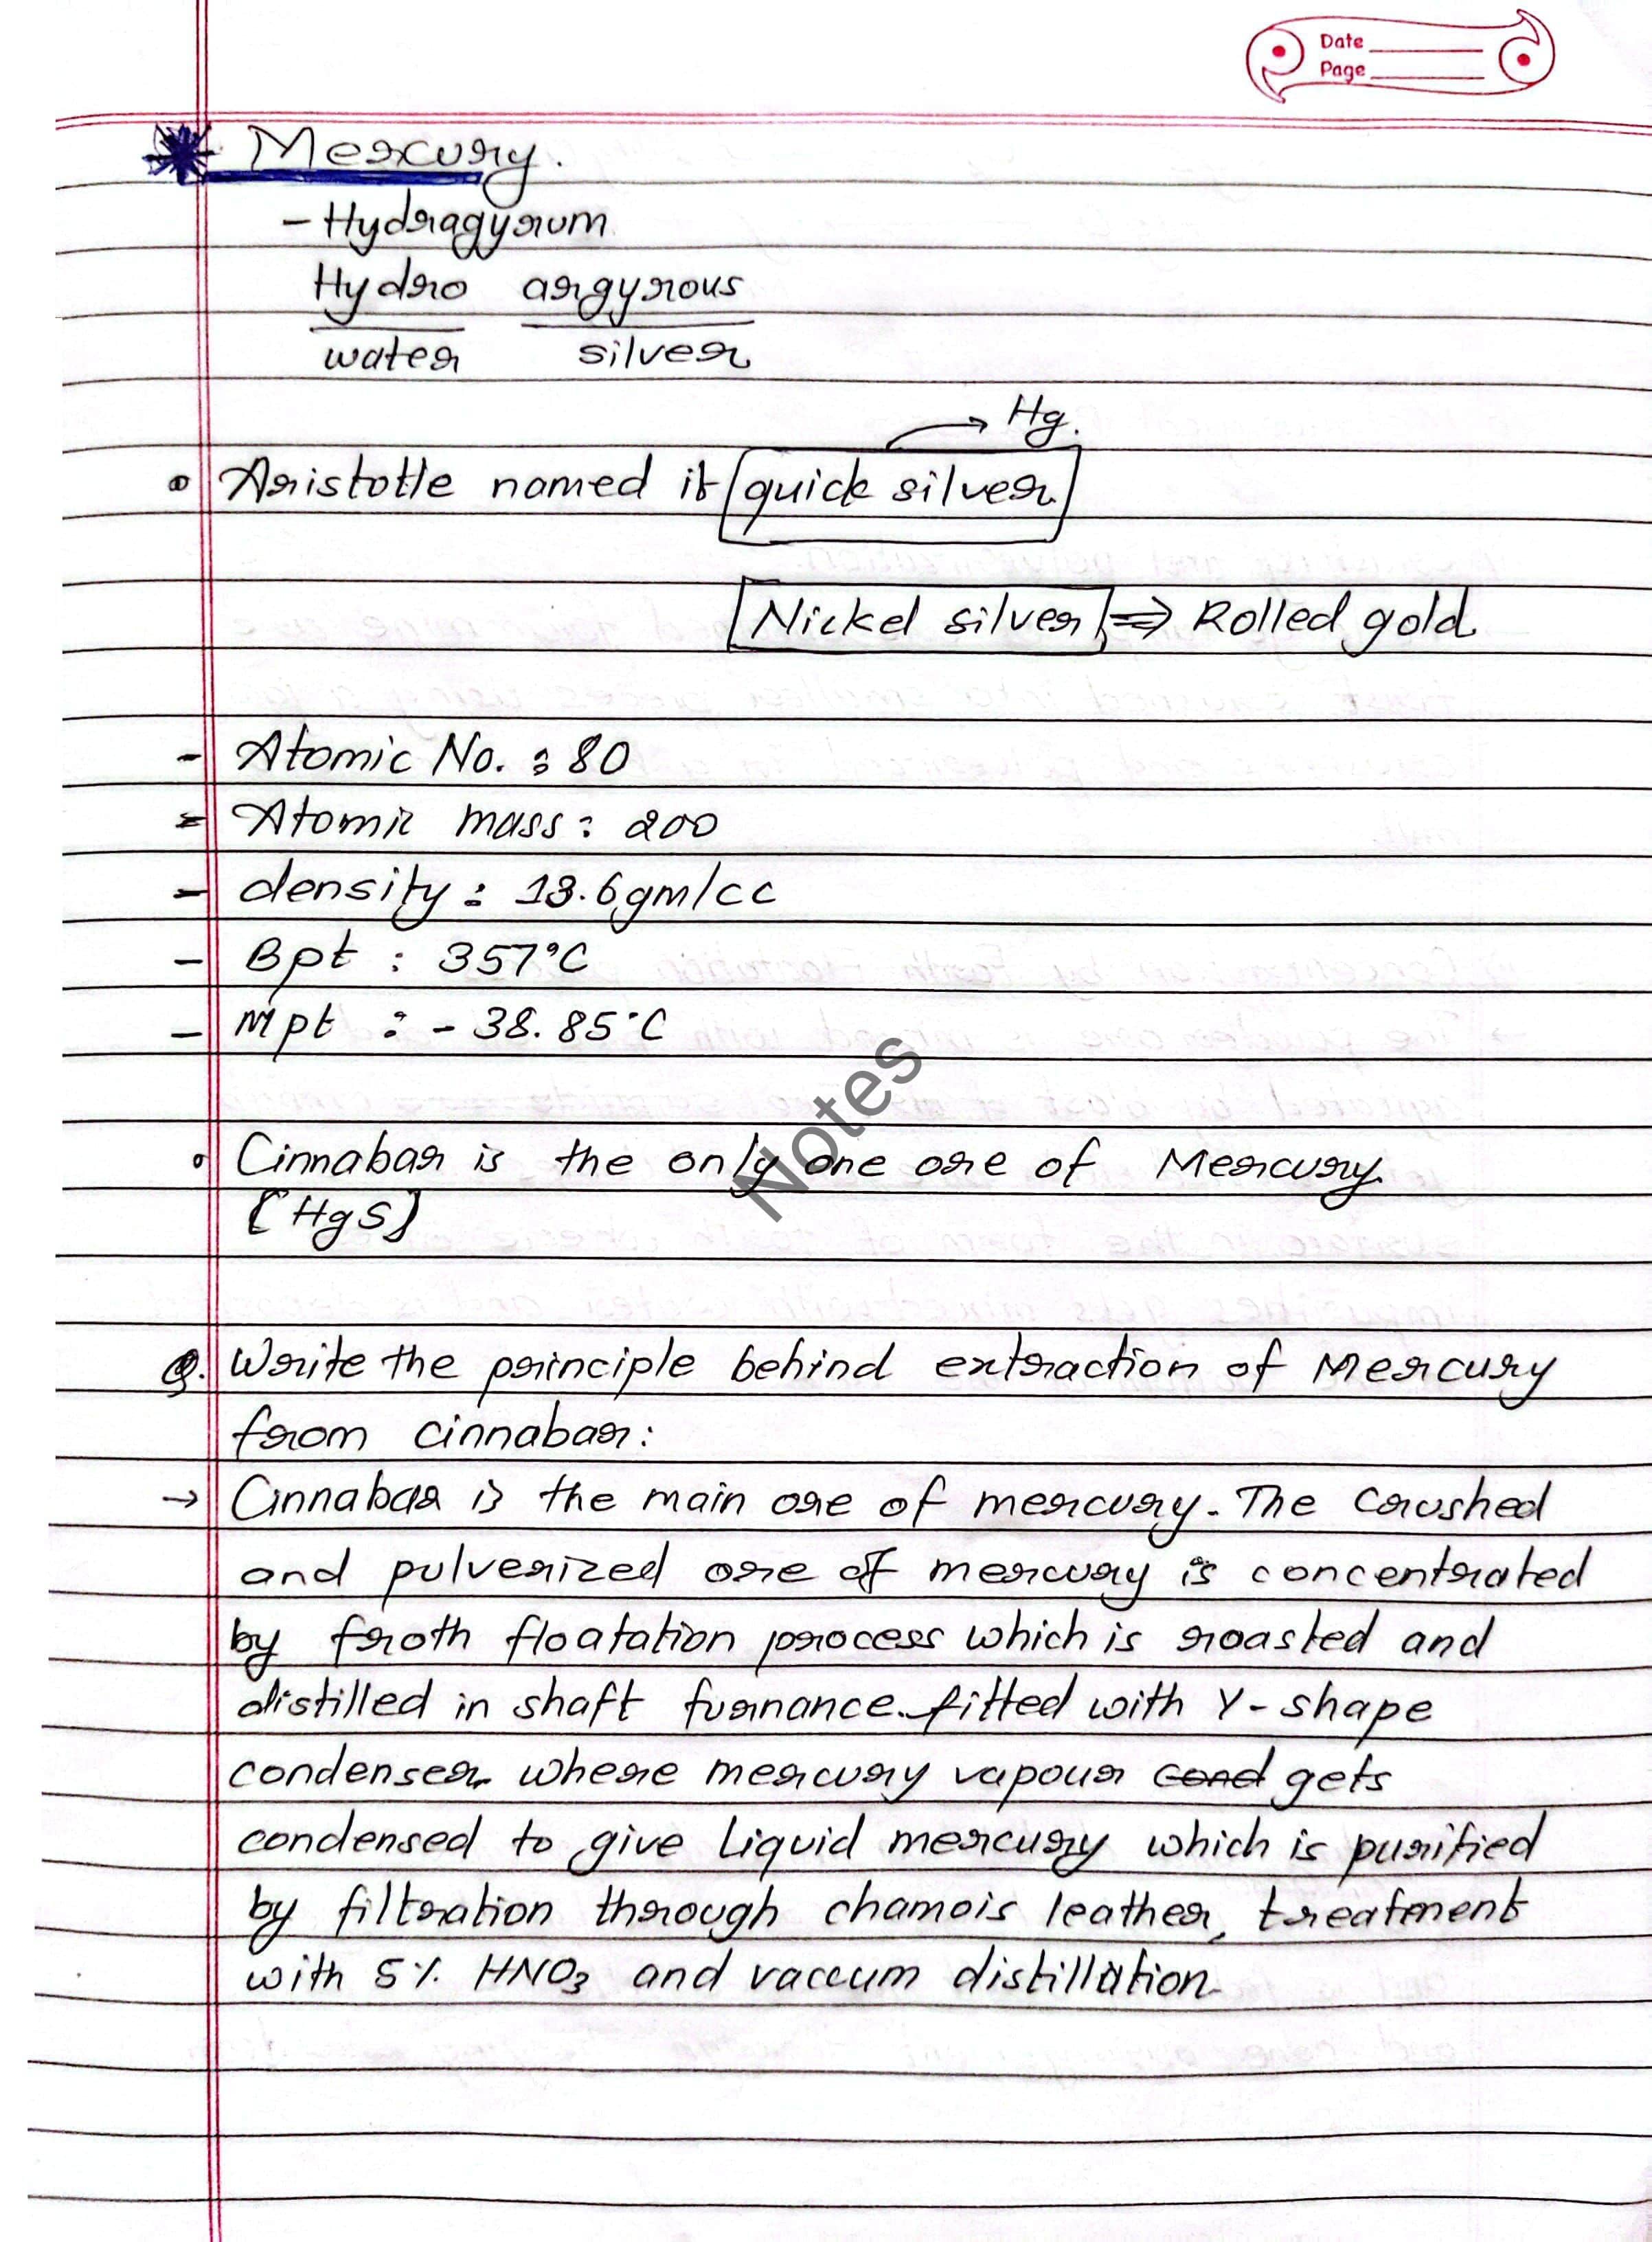 Date
Page
Mercury.
- Hydragyrum
Hydro argyrous
water silver
Hg.
Aristotle named it quick silver
Nickel silver ⇒ Rolled gold
- Atomic No. : 80
- Atomic mass : 200
- density : 13.6gm/cc
- Bpt : 357°C
- Mpt : - 38.85°C
Notes
Cinnabar is the only one ore of Mercury.
[HgS]
Q. Write the principle behind extraction of Mercury
from cinnabar:
→ Cinnabar is the main ore of mercury. The crushed
and pulverized ore of mercury is concentrated
by froth floatation process which is roasted and
distilled in shaft furnance. fitted with Y-shape
condenser where mercury vapour cond gets
condensed to give liquid mercury which is purified
by filtration through chamois leather, treatment
with 5% HNO3 and vaccum distillation.